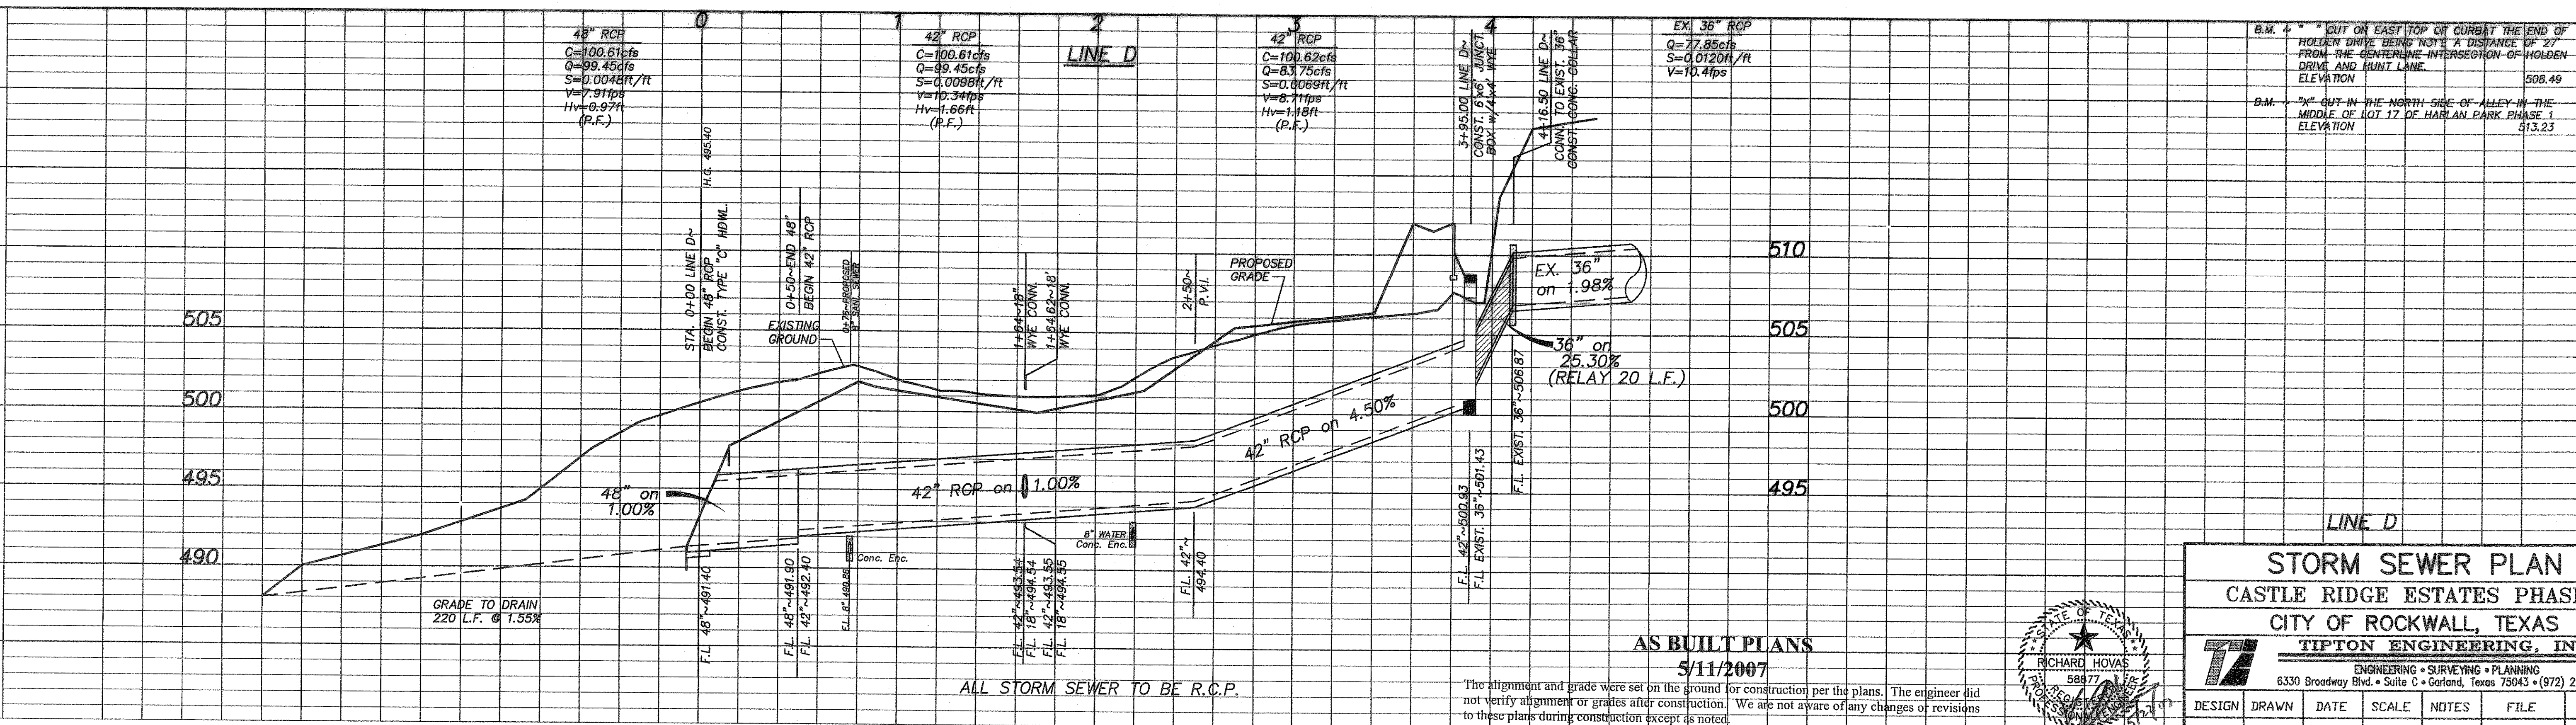 0
1
2
3
4
48" RCP
C=100.61cfs
Q=99.45cfs
S=0.0048ft/ft
V=7.91fps
Hv=0.97ft
(P.F.)
42" RCP
C=100.61cfs
Q=99.45cfs
S=0.0098ft/ft
V=10.34fps
Hv=1.66ft
(P.F.)
LINE D
42" RCP
C=100.62cfs
Q=83.75cfs
S=0.0069ft/ft
V=8.71fps
Hv=1.18ft
(P.F.)
EX. 36" RCP
Q=77.85cfs
S=0.0120ft/ft
V=10.4fps
B.M. ~ " " CUT ON EAST TOP OF CURBAT THE END OF
HOLDEN DRIVE BEING N31'E A DISTANCE OF 27'
FROM THE CENTERLINE INTERSECTION OF HOLDEN
DRIVE AND HUNT LANE.
ELEVATION 508.49
B.M. ~ "X" CUT IN THE NORTH SIDE OF ALLEY IN THE
MIDDLE OF LOT 17 OF HARLAN PARK PHASE 1
ELEVATION 513.23
H.G. 495.40
STA. 0+00 LINE D~
BEGIN 48" RCP
CONST. TYPE "C" HDWL.
0+50~END 48"
BEGIN 42" RCP
0+76~PROPOSED
8" SANI. SEWER
1+64~18"
WYE CONN.
1+64.62~18'
WYE CONN.
2+50~
P.V.I.
3+95.00 LINE D~
CONST. 6'x6' JUNCT.
BOX w/4'x4' WYE
4+16.50 LINE D~
CONN. TO EXIST. 36"
CONST. CONC. COLLAR
EXISTING
GROUND
PROPOSED
GRADE
505
500
495
490
510
505
500
495
EX. 36"
on 1.98%
36" on
25.30%
(RELAY 20 L.F.)
42" RCP on 4.50%
42" RCP on 1.00%
48" on
1.00%
GRADE TO DRAIN
220 L.F. @ 1.55%
Conc. Enc.
8" WATER
Conc. Enc.
F.L. 48"~491.40
F.L. 48"~491.90
F.L. 42"~492.40
F.L. 8" 490.86
F.L. 42"~493.54
F.L. 18"~494.54
F.L. 42"~493.55
F.L. 18"~494.55
F.L. 42"~
494.40
F.L. 42"~500.93
F.L. EXIST. 36"~501.43
F.L. EXIST. 36"~506.87
ALL STORM SEWER TO BE R.C.P.
AS BUILT PLANS
5/11/2007
The alignment and grade were set on the ground for construction per the plans. The engineer did
not verify alignment or grades after construction. We are not aware of any changes or revisions
to these plans during construction except as noted.
STATE OF TEXAS
RICHARD HOVAS
58877
LINE D
STORM SEWER PLAN
CASTLE RIDGE ESTATES PHASE
CITY OF ROCKWALL, TEXAS
TIPTON ENGINEERING, IN
ENGINEERING • SURVEYING • PLANNING
6330 Broadway Blvd. • Suite C • Garland, Texas 75043 • (972) 2
DESIGN DRAWN DATE SCALE NOTES FILE